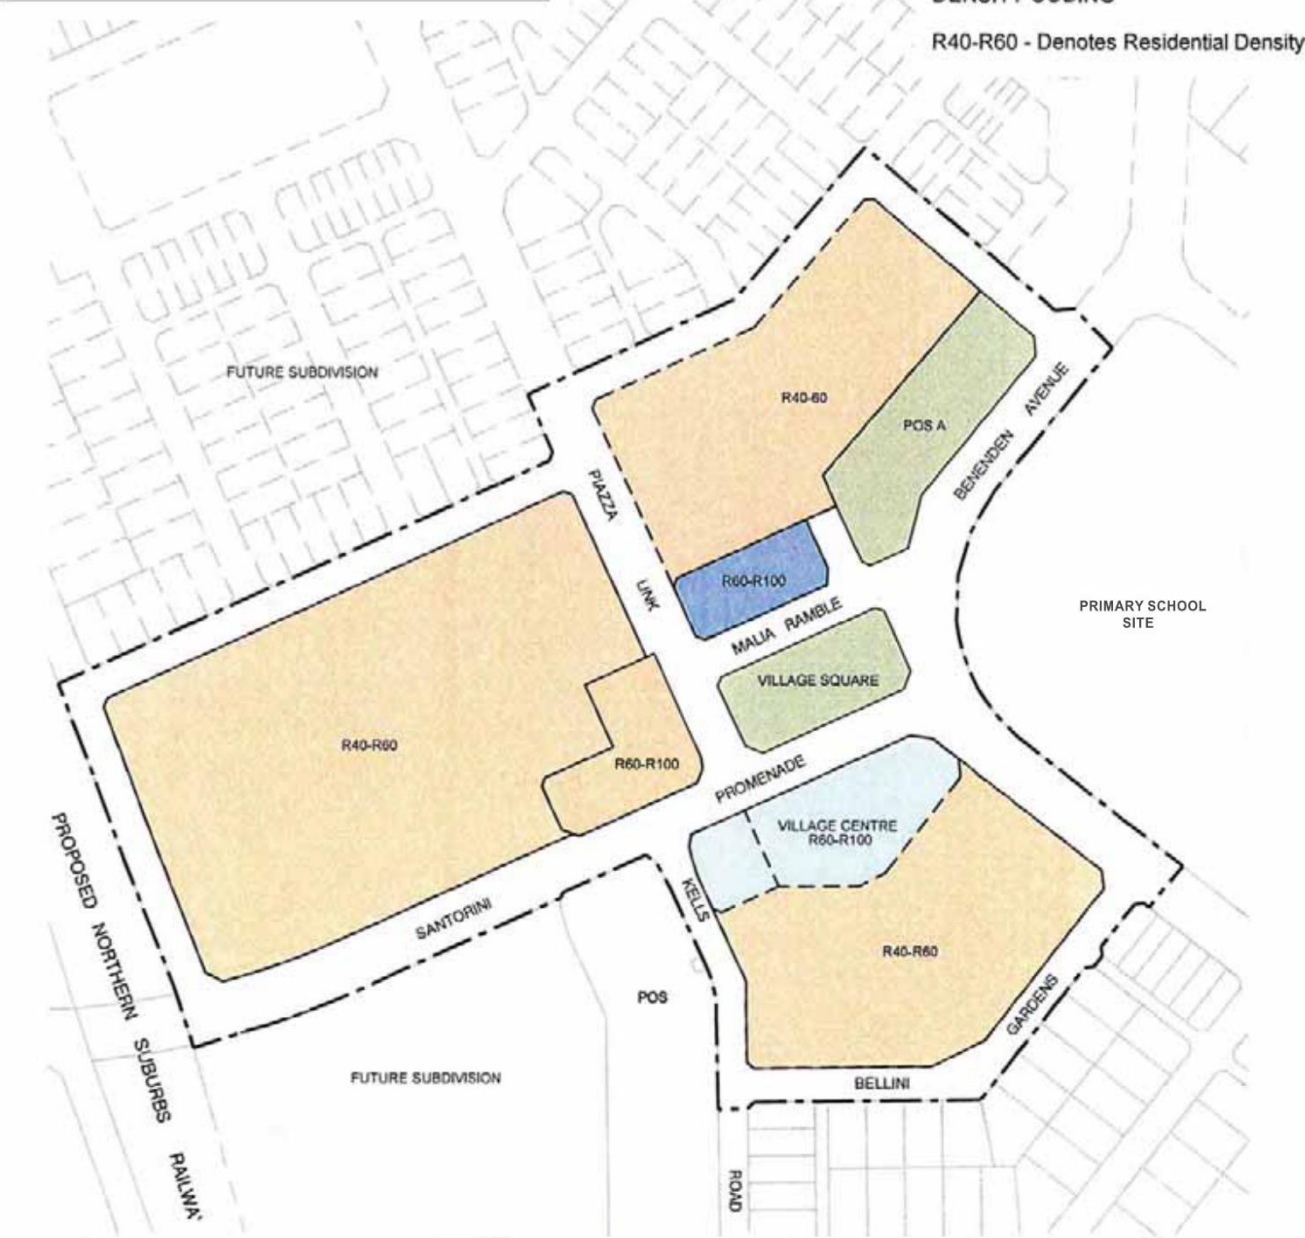 R40-R60 - Denotes Residential Density
FUTURE SUBDIVISION
R40-60
POS A
BENENDEN AVENUE
PIAZZA LINK
R60-R100
MALIA RAMBLE
PRIMARY SCHOOL
SITE
VILLAGE SQUARE
R40-R60
R60-R100
PROMENADE
VILLAGE CENTRE
R60-R100
KELLS
SANTORINI
R40-R60
POS
GARDENS
PROPOSED NORTHERN SUBURBS RAILWA
FUTURE SUBDIVISION
BELLINI
ROAD